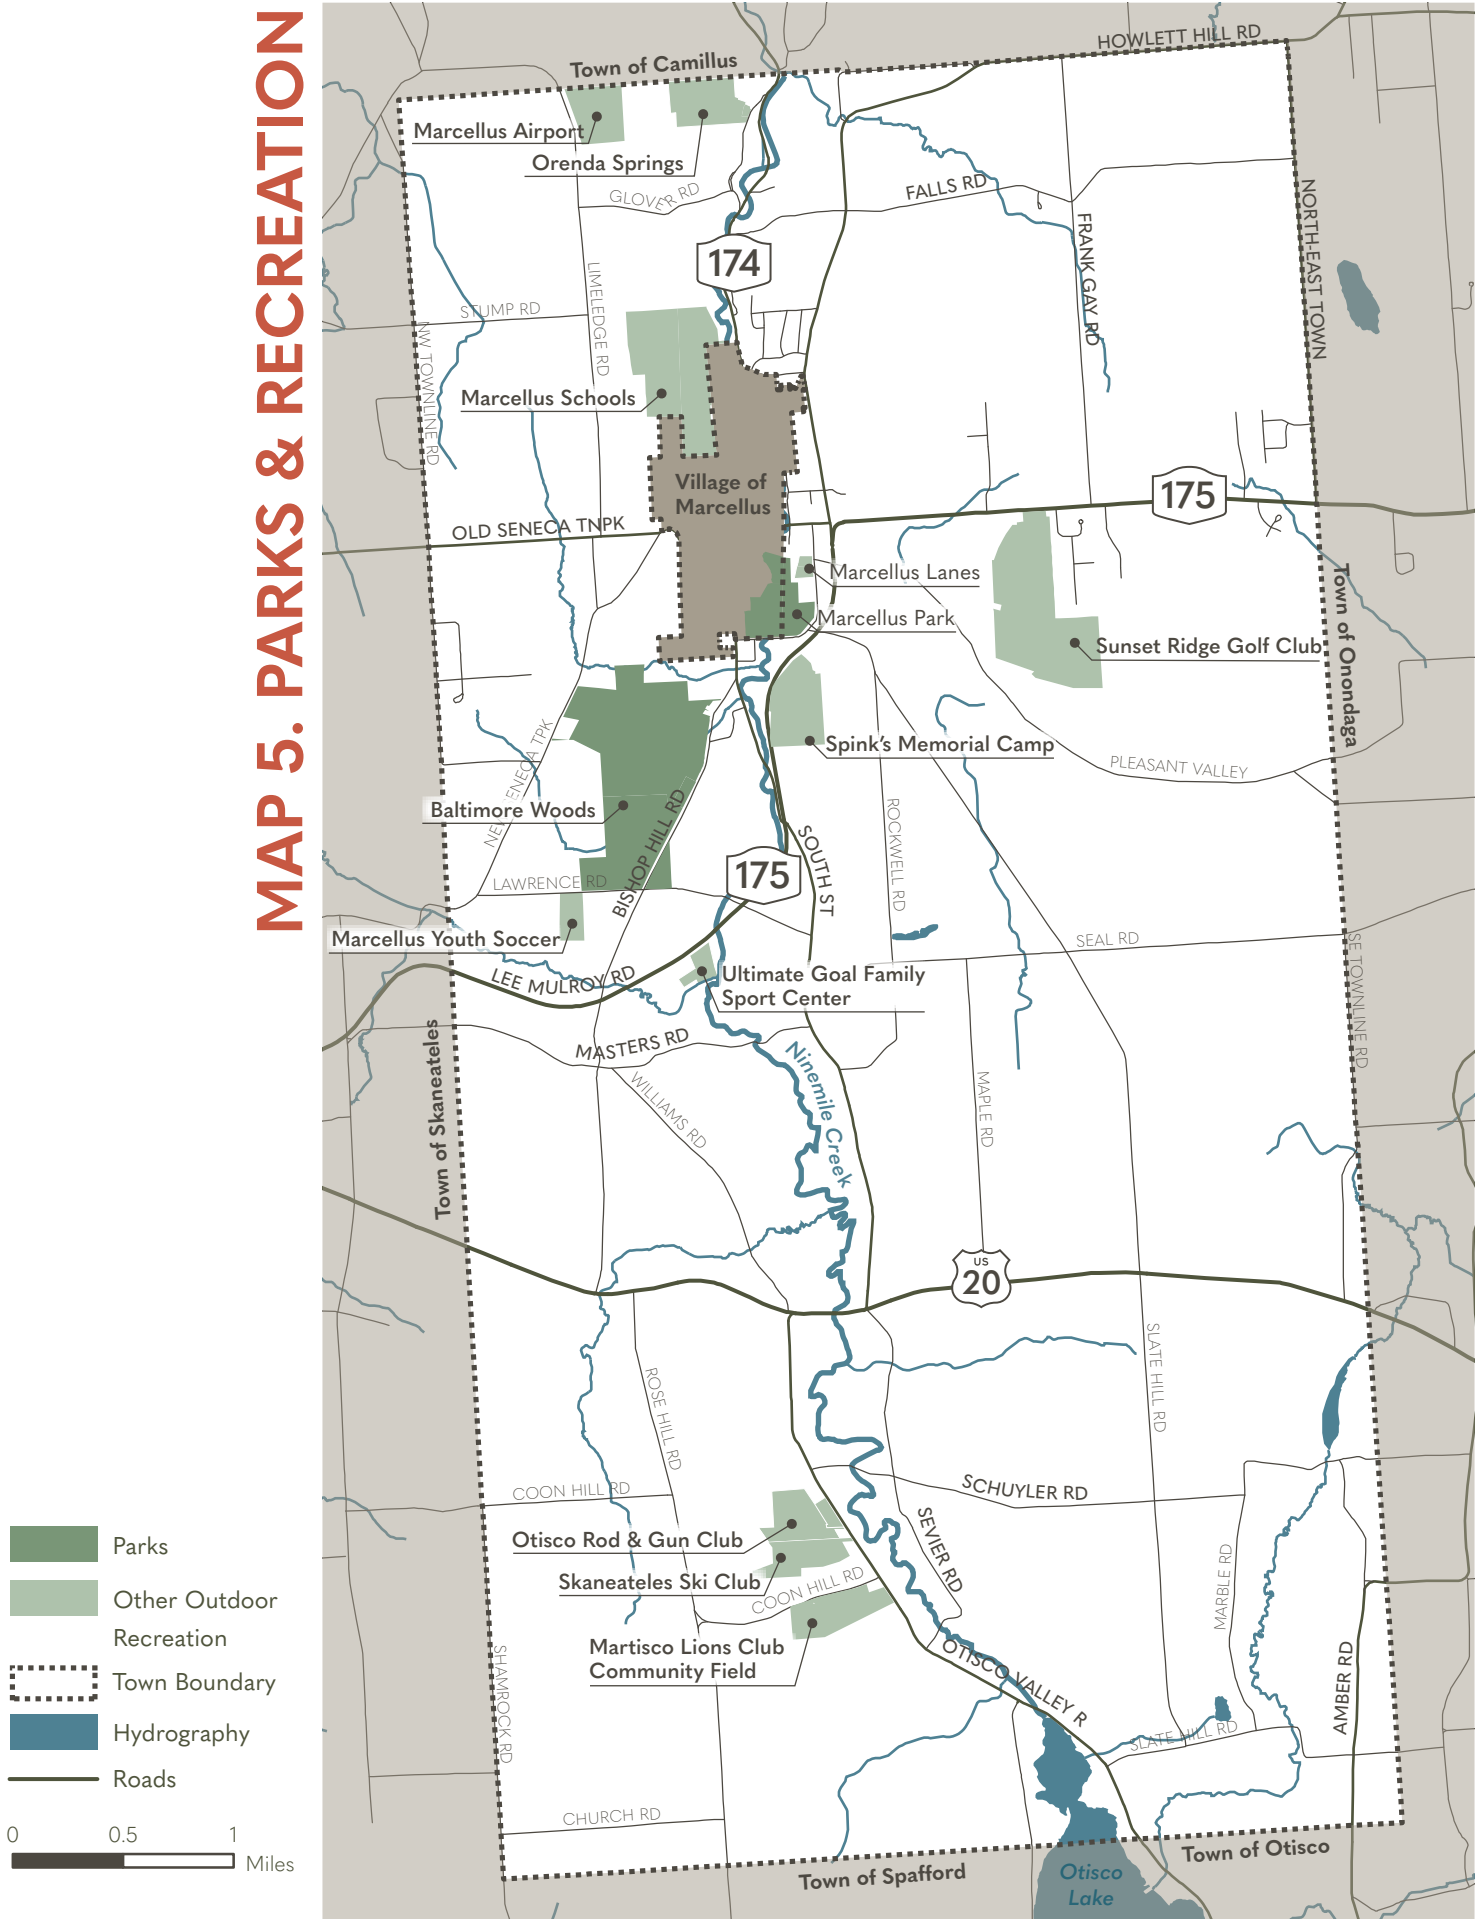 MAP 5. PARKS & RECREATION
Town of Camillus
HOWLETT HILL RD
Marcellus Airport
Orenda Springs
GLOVER RD
FALLS RD
174
FRANK GAY RD
NORTH-EAST TOWN
LIMELEDGE RD
STUMP RD
NW TOWNLINE RD
Marcellus Schools
Village of
Marcellus
175
OLD SENECA TNPK
Marcellus Lanes
Marcellus Park
Sunset Ridge Golf Club
Town of Onondaga
Spink's Memorial Camp
PLEASANT VALLEY
Baltimore Woods
BISHOP HILL RD
SOUTH ST
ROCKWELL RD
175
LAWRENCE RD
Marcellus Youth Soccer
LEE MULROY RD
Ultimate Goal Family
Sport Center
SEAL RD
SE TOWNLINE RD
Town of Skaneateles
MASTERS RD
WILLIAMS RD
Ninemile Creek
MAPLE RD
US
20
SLATE HILL RD
ROSE HILL RD
COON HILL RD
SCHUYLER RD
Otisco Rod & Gun Club
Skaneateles Ski Club
COON HILL RD
SEVIER RD
MARBLE RD
Martisco Lions Club
Community Field
OTISCO VALLEY R
AMBER RD
SHAMROCK RD
SLATE HILL RD
CHURCH RD
Town of Spafford
Otisco
Lake
Town of Otisco
Parks
Other Outdoor
Recreation
Town Boundary
Hydrography
Roads
0 0.5 1
Miles